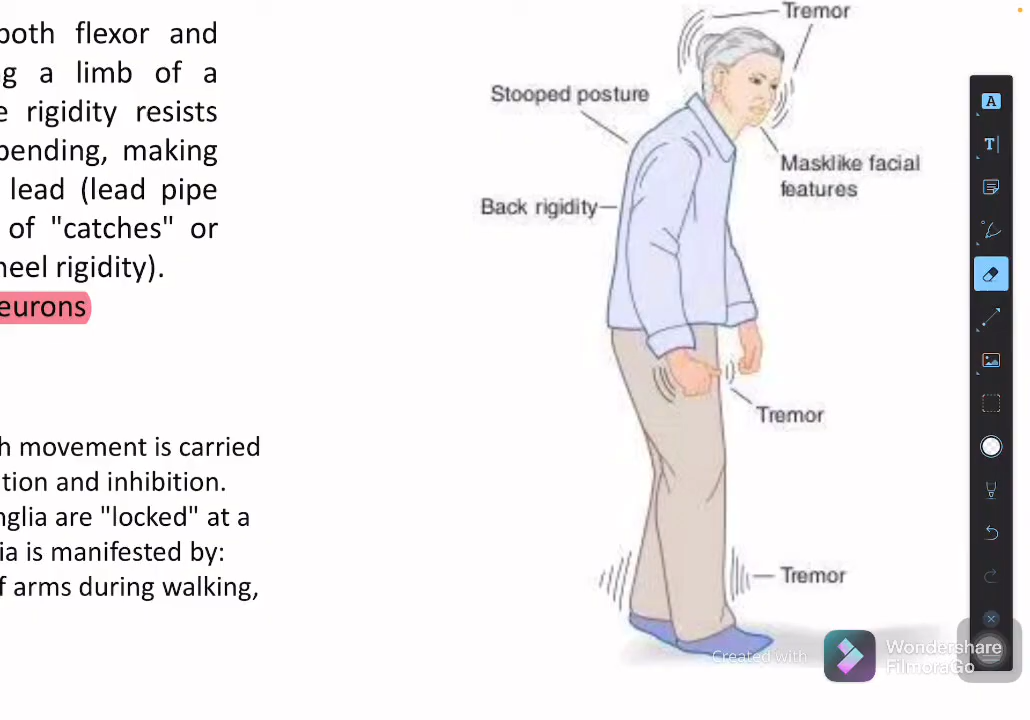 both flexor and
g a limb of a
e rigidity resists
bending, making
lead (lead pipe
of "catches" or
heel rigidity).
eurons
h movement is carried
tion and inhibition.
nglia are "locked" at a
ia is manifested by:
f arms during walking,
Tremor
Stooped posture
Masklike facial
features
Back rigidity
Tremor
Tremor
A
T
Created with
Wondershare
FilmoraGo